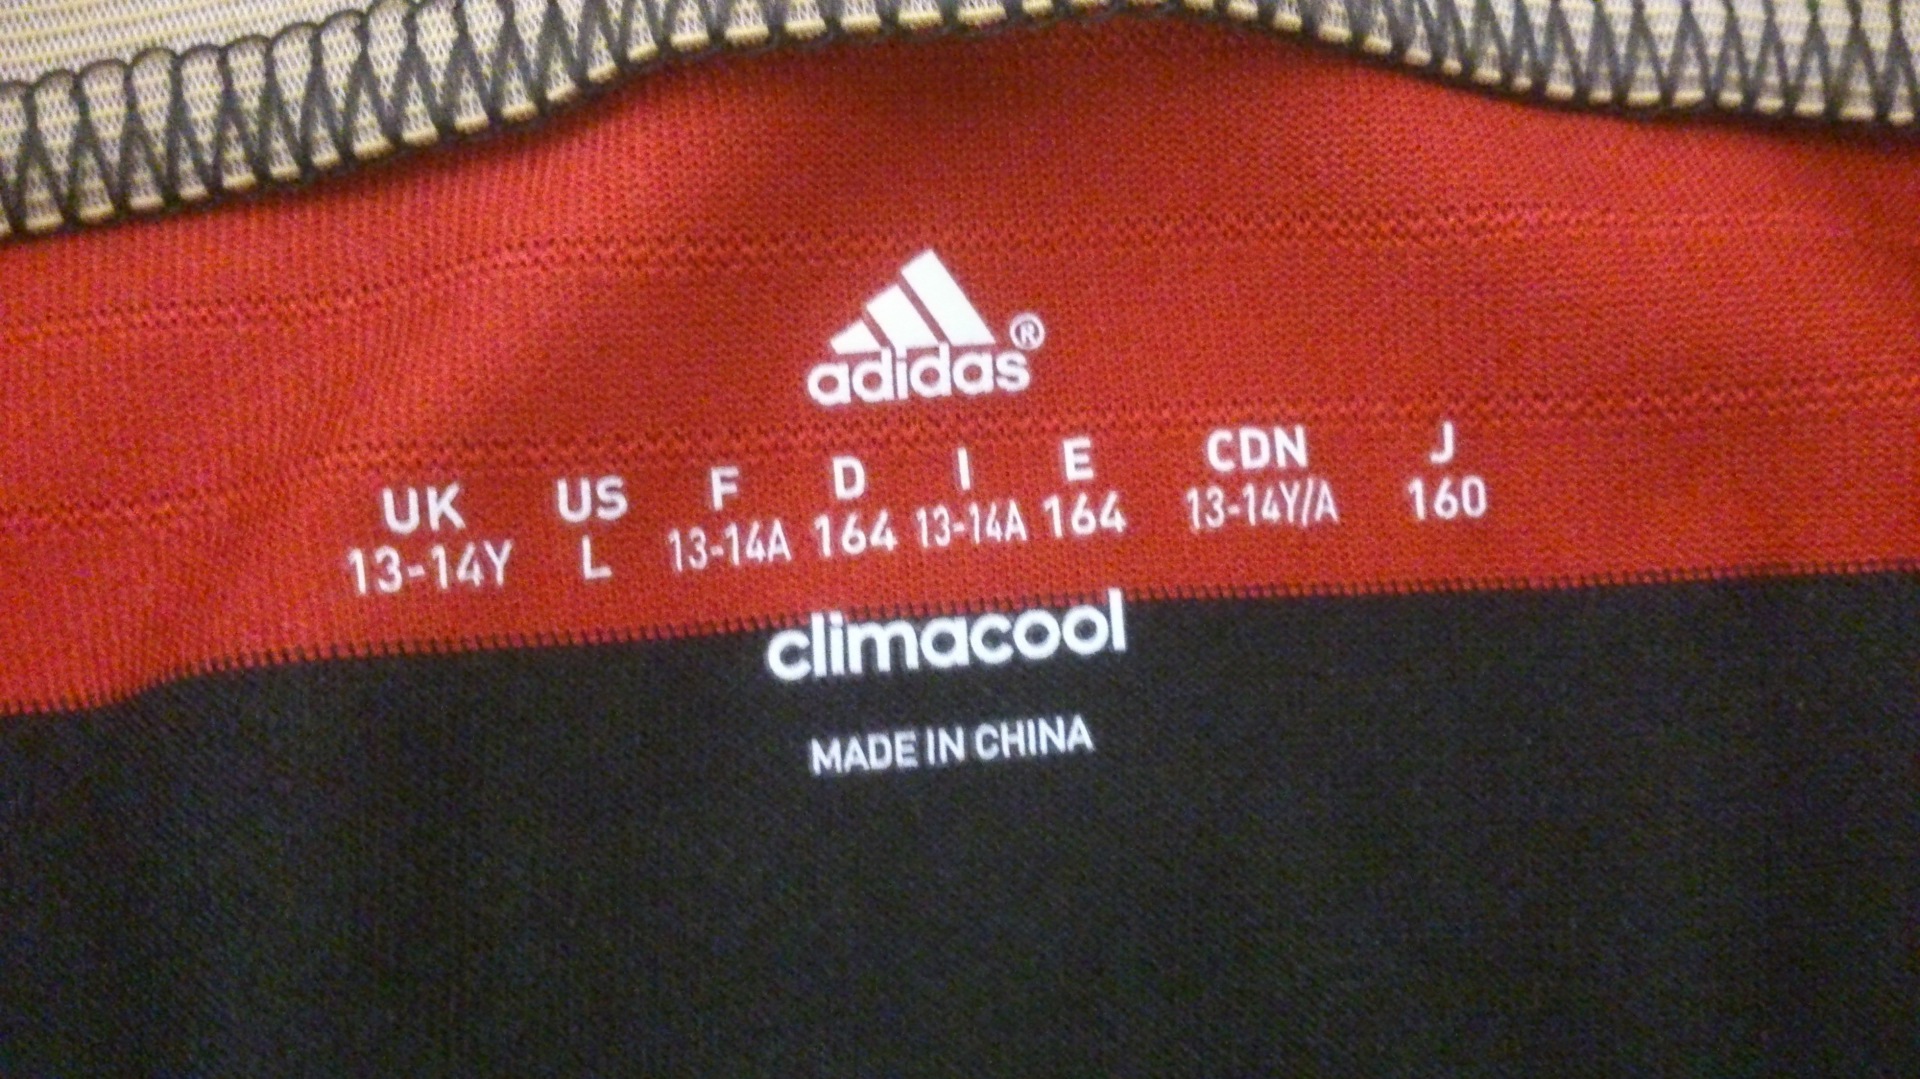 adidas®
UK US F D I E CDN J
13-14Y L 13-14A 164 13-14A 164 13-14Y/A 160
climacool
MADE IN CHINA